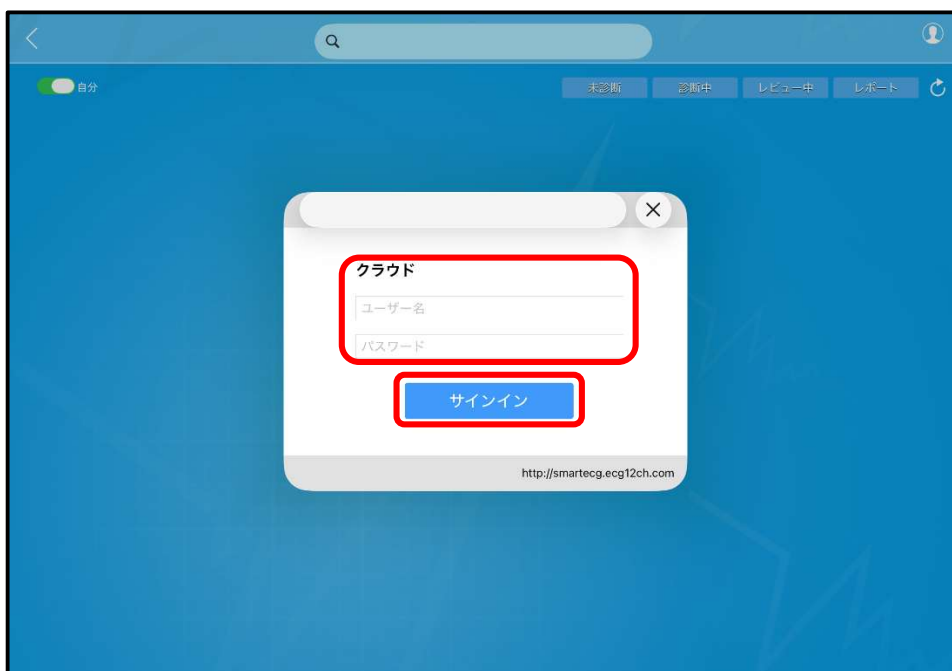 自分
未診断
診断中
レビュー中
レポート
クラウド
ユーザー名
パスワード
サインイン
http://smartecg.ecg12ch.com